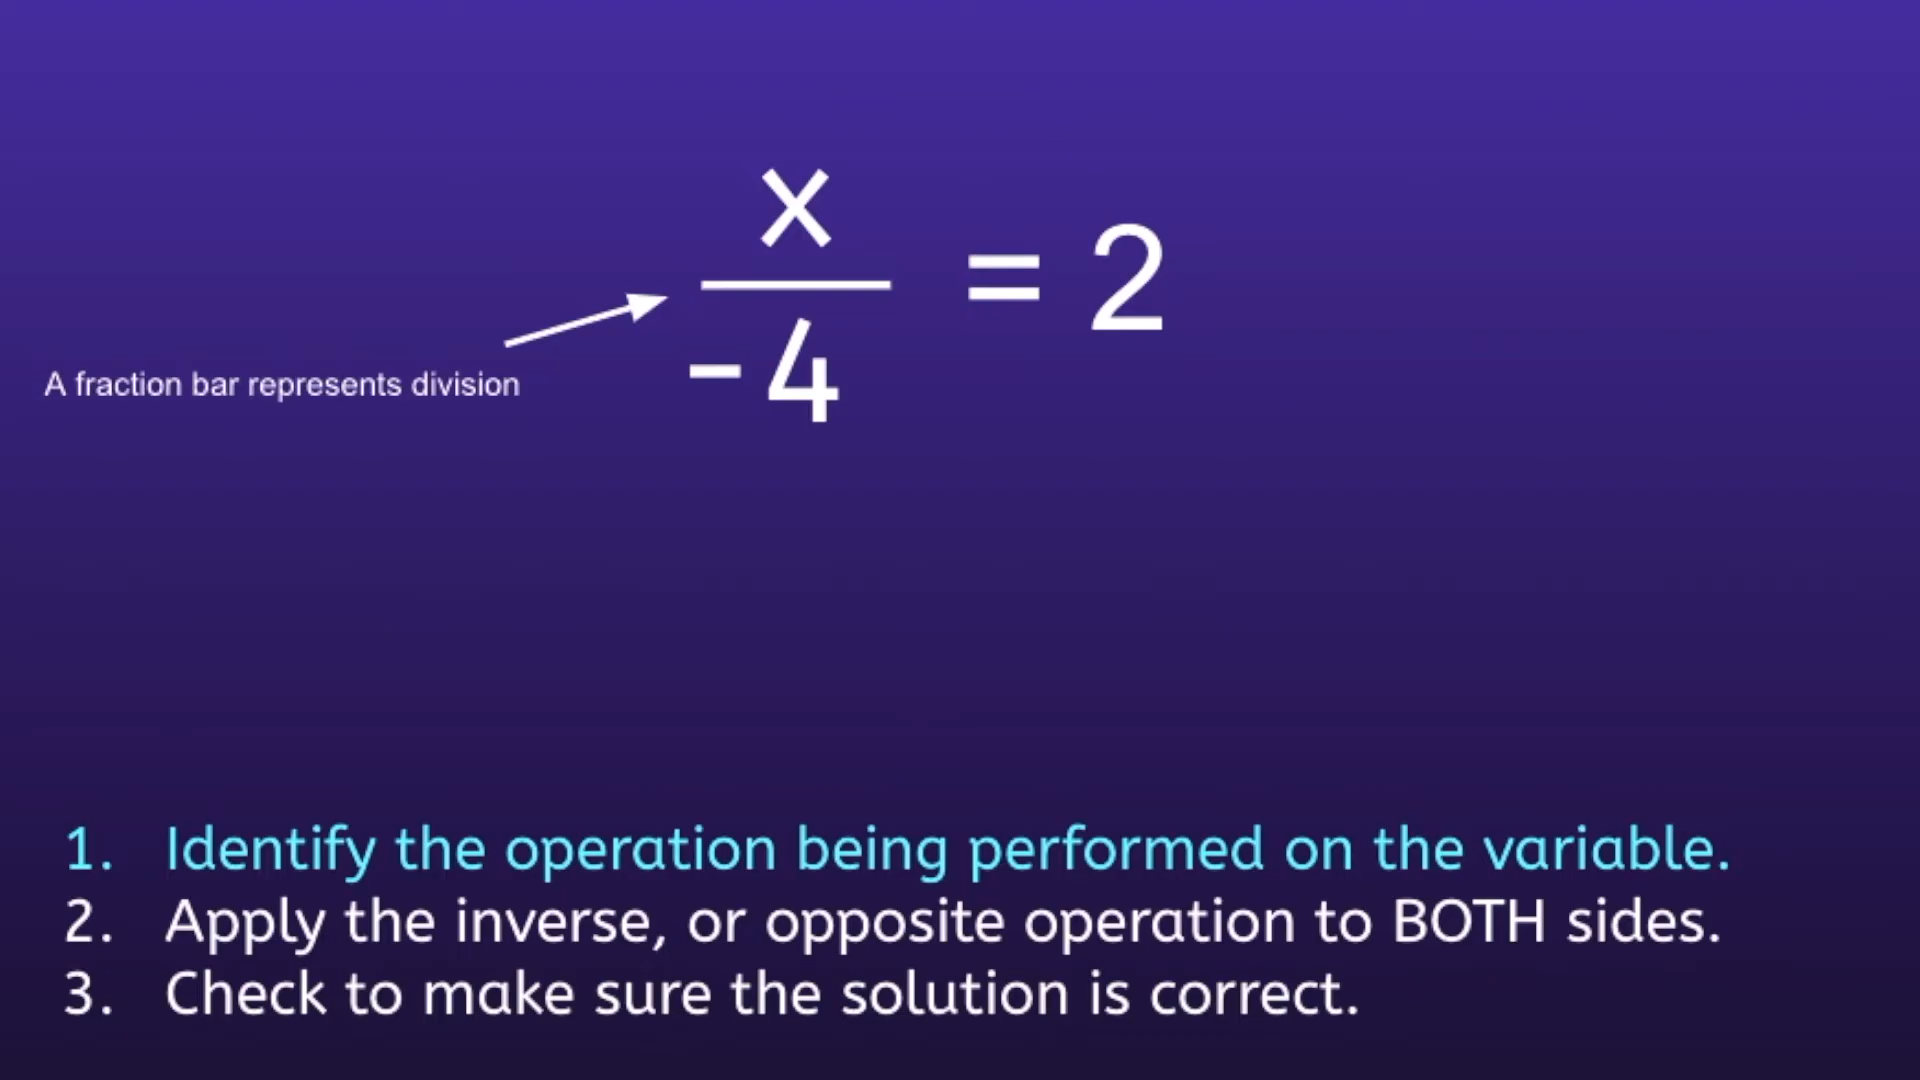 x
-4
= 2
A fraction bar represents division
1. Identify the operation being performed on the variable.
2. Apply the inverse, or opposite operation to BOTH sides.
3. Check to make sure the solution is correct.